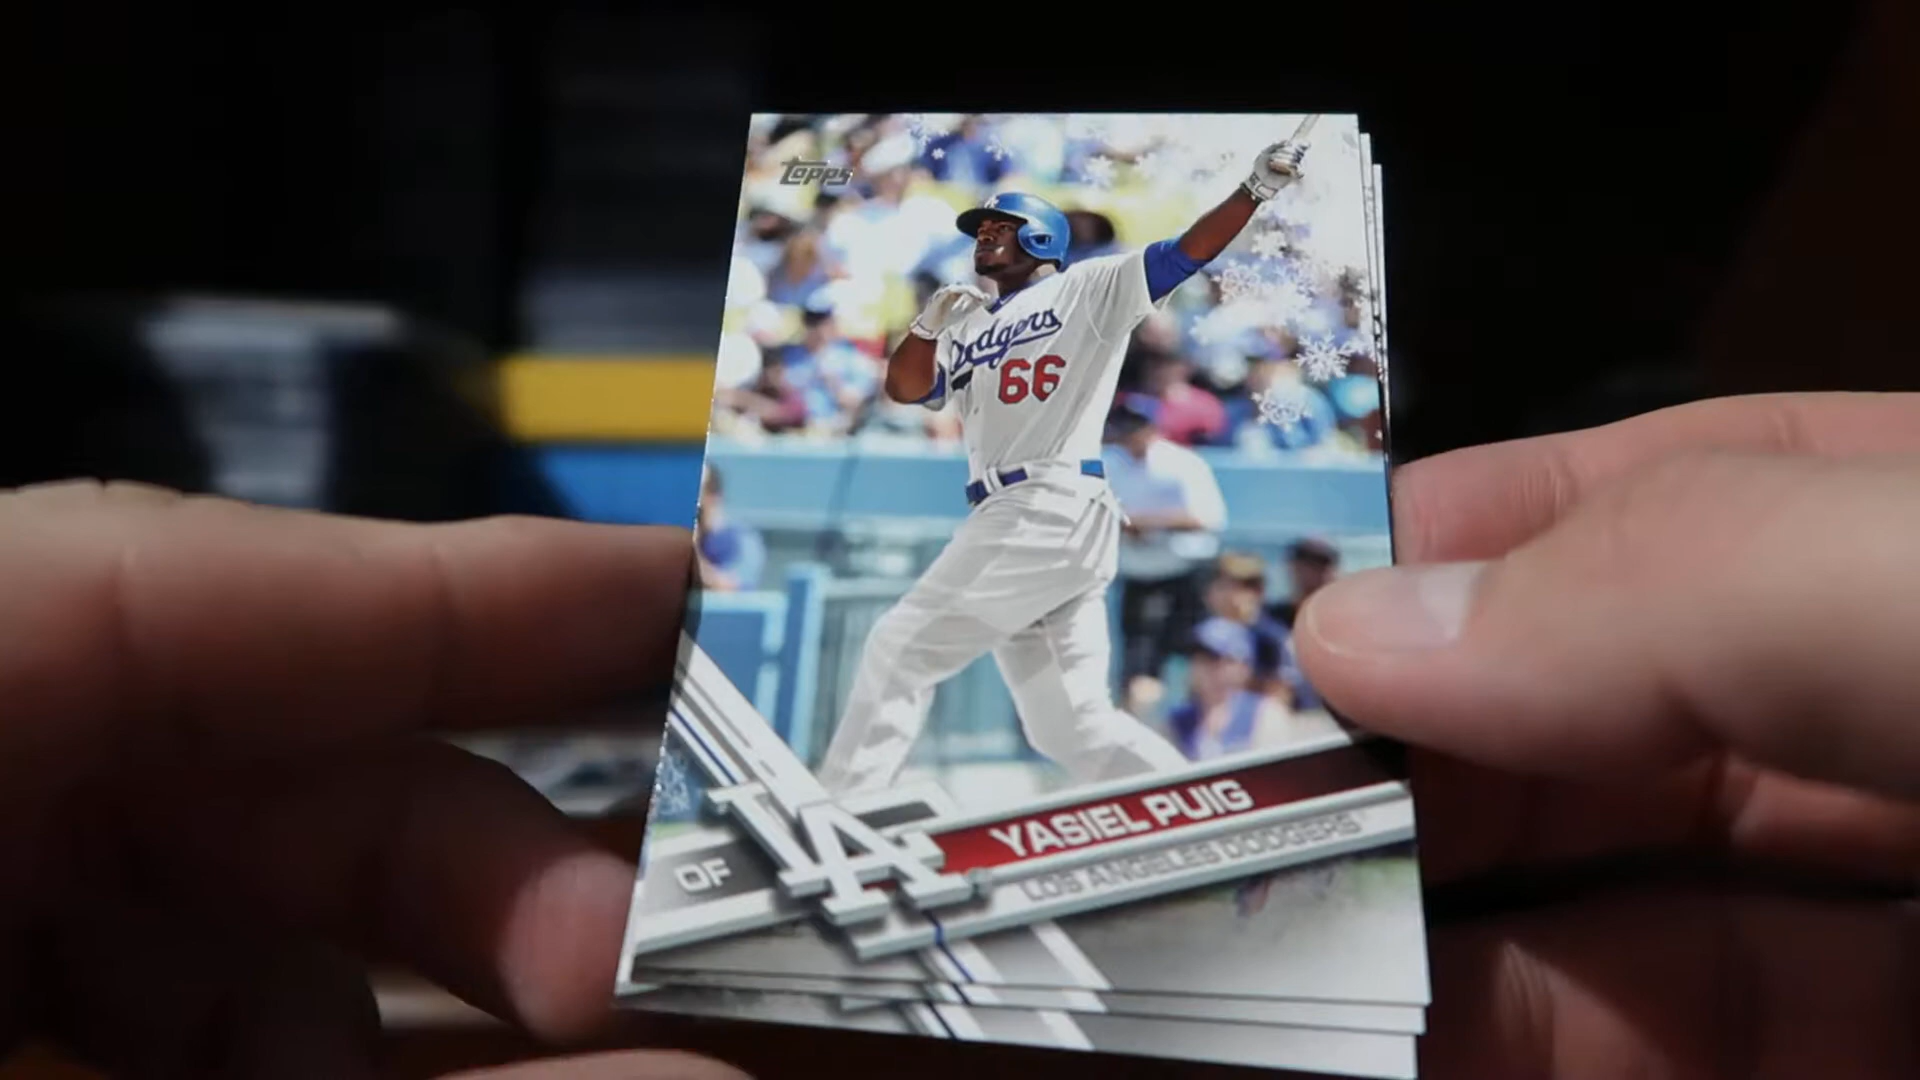 Topps
Dodgers
66
YASIEL PUIG
OF
LA
LOS ANGELES DODGERS